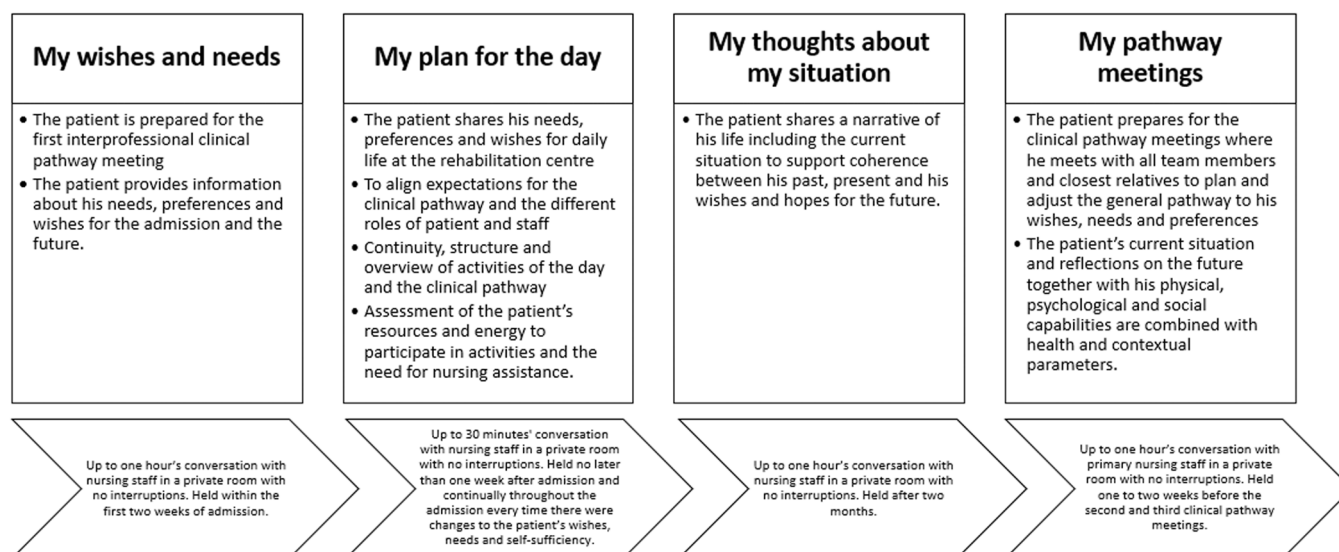 My wishes and needs
• The patient is prepared for the
first interprofessional clinical
pathway meeting
• The patient provides information
about his needs, preferences and
wishes for the admission and the
future.
My plan for the day
• The patient shares his needs,
preferences and wishes for daily
life at the rehabilitation centre
• To align expectations for the
clinical pathway and the different
roles of patient and staff
• Continuity, structure and
overview of activities of the day
and the clinical pathway
• Assessment of the patient's
resources and energy to
participate in activities and the
need for nursing assistance.
My thoughts about
my situation
• The patient shares a narrative of
his life including the current
situation to support coherence
between his past, present and his
wishes and hopes for the future.
My pathway
meetings
• The patient prepares for the
clinical pathway meetings where
he meets with all team members
and closest relatives to plan and
adjust the general pathway to his
wishes, needs and preferences
• The patient's current situation
and reflections on the future
together with his physical,
psychological and social
capabilities are combined with
health and contextual
parameters.
Up to one hour's conversation with
nursing staff in a private room with
no interruptions. Held within the
first two weeks of admission.
Up to 30 minutes' conversation
with nursing staff in a private room
with no interruptions. Held no later
than one week after admission and
continually throughout the
admission every time there were
changes to the patient's wishes,
needs and self-sufficiency.
Up to one hour's conversation with
nursing staff in a private room with
no interruptions. Held after two
months.
Up to one hour's conversation with
primary nursing staff in a private
room with no interruptions. Held
one to two weeks before the
second and third clinical pathway
meetings.